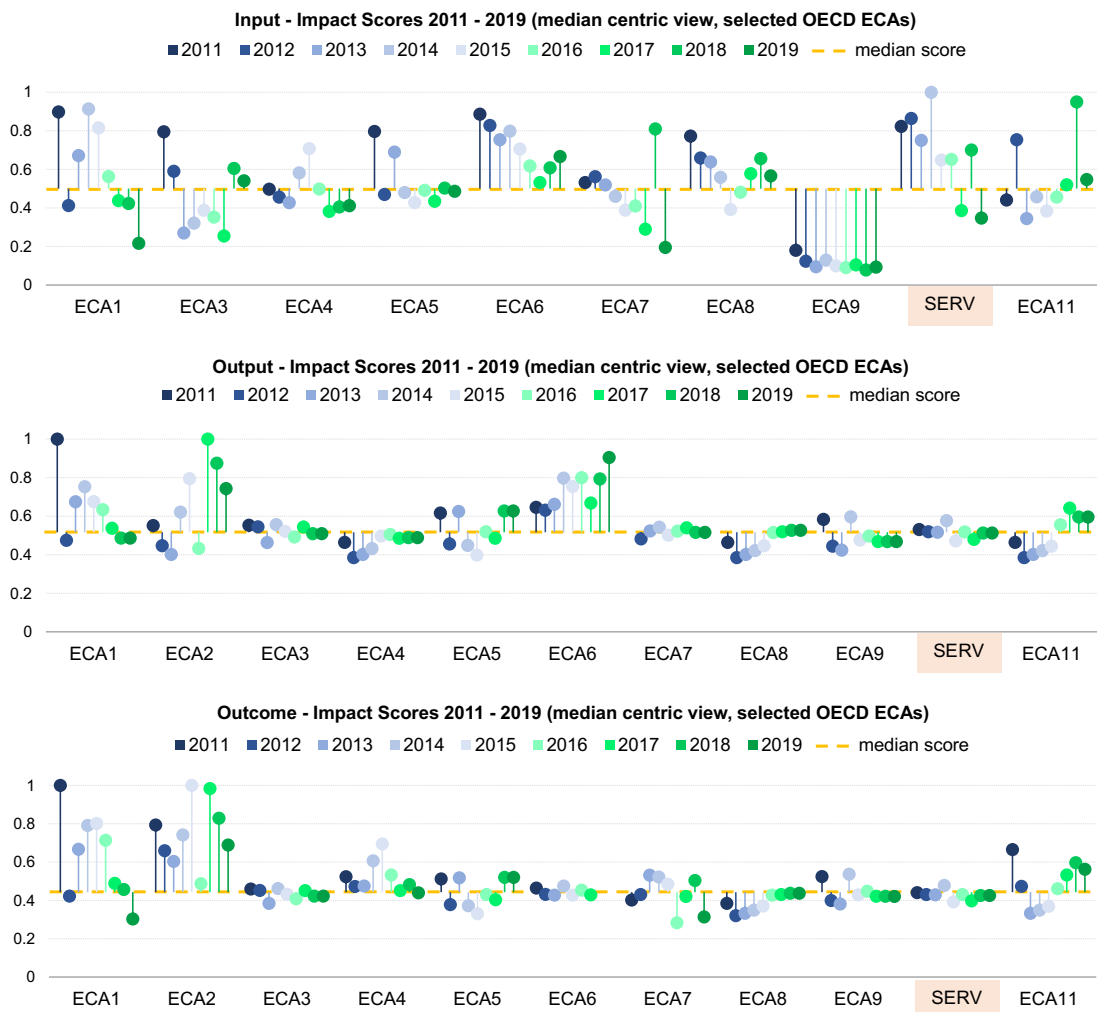 Input - Impact Scores 2011 - 2019 (median centric view, selected OECD ECAs)
2011 2012 2013 2014 2015 2016 2017 2018 2019 median score
1
0.8
0.6
0.4
0.2
0
ECA1 ECA3 ECA4 ECA5 ECA6 ECA7 ECA8 ECA9 SERV ECA11
Output - Impact Scores 2011 - 2019 (median centric view, selected OECD ECAs)
2011 2012 2013 2014 2015 2016 2017 2018 2019 median score
1
0.8
0.6
0.4
0.2
0
ECA1 ECA2 ECA3 ECA4 ECA5 ECA6 ECA7 ECA8 ECA9 SERV ECA11
Outcome - Impact Scores 2011 - 2019 (median centric view, selected OECD ECAs)
2011 2012 2013 2014 2015 2016 2017 2018 2019 median score
1
0.8
0.6
0.4
0.2
0
ECA1 ECA2 ECA3 ECA4 ECA5 ECA6 ECA7 ECA8 ECA9 SERV ECA11